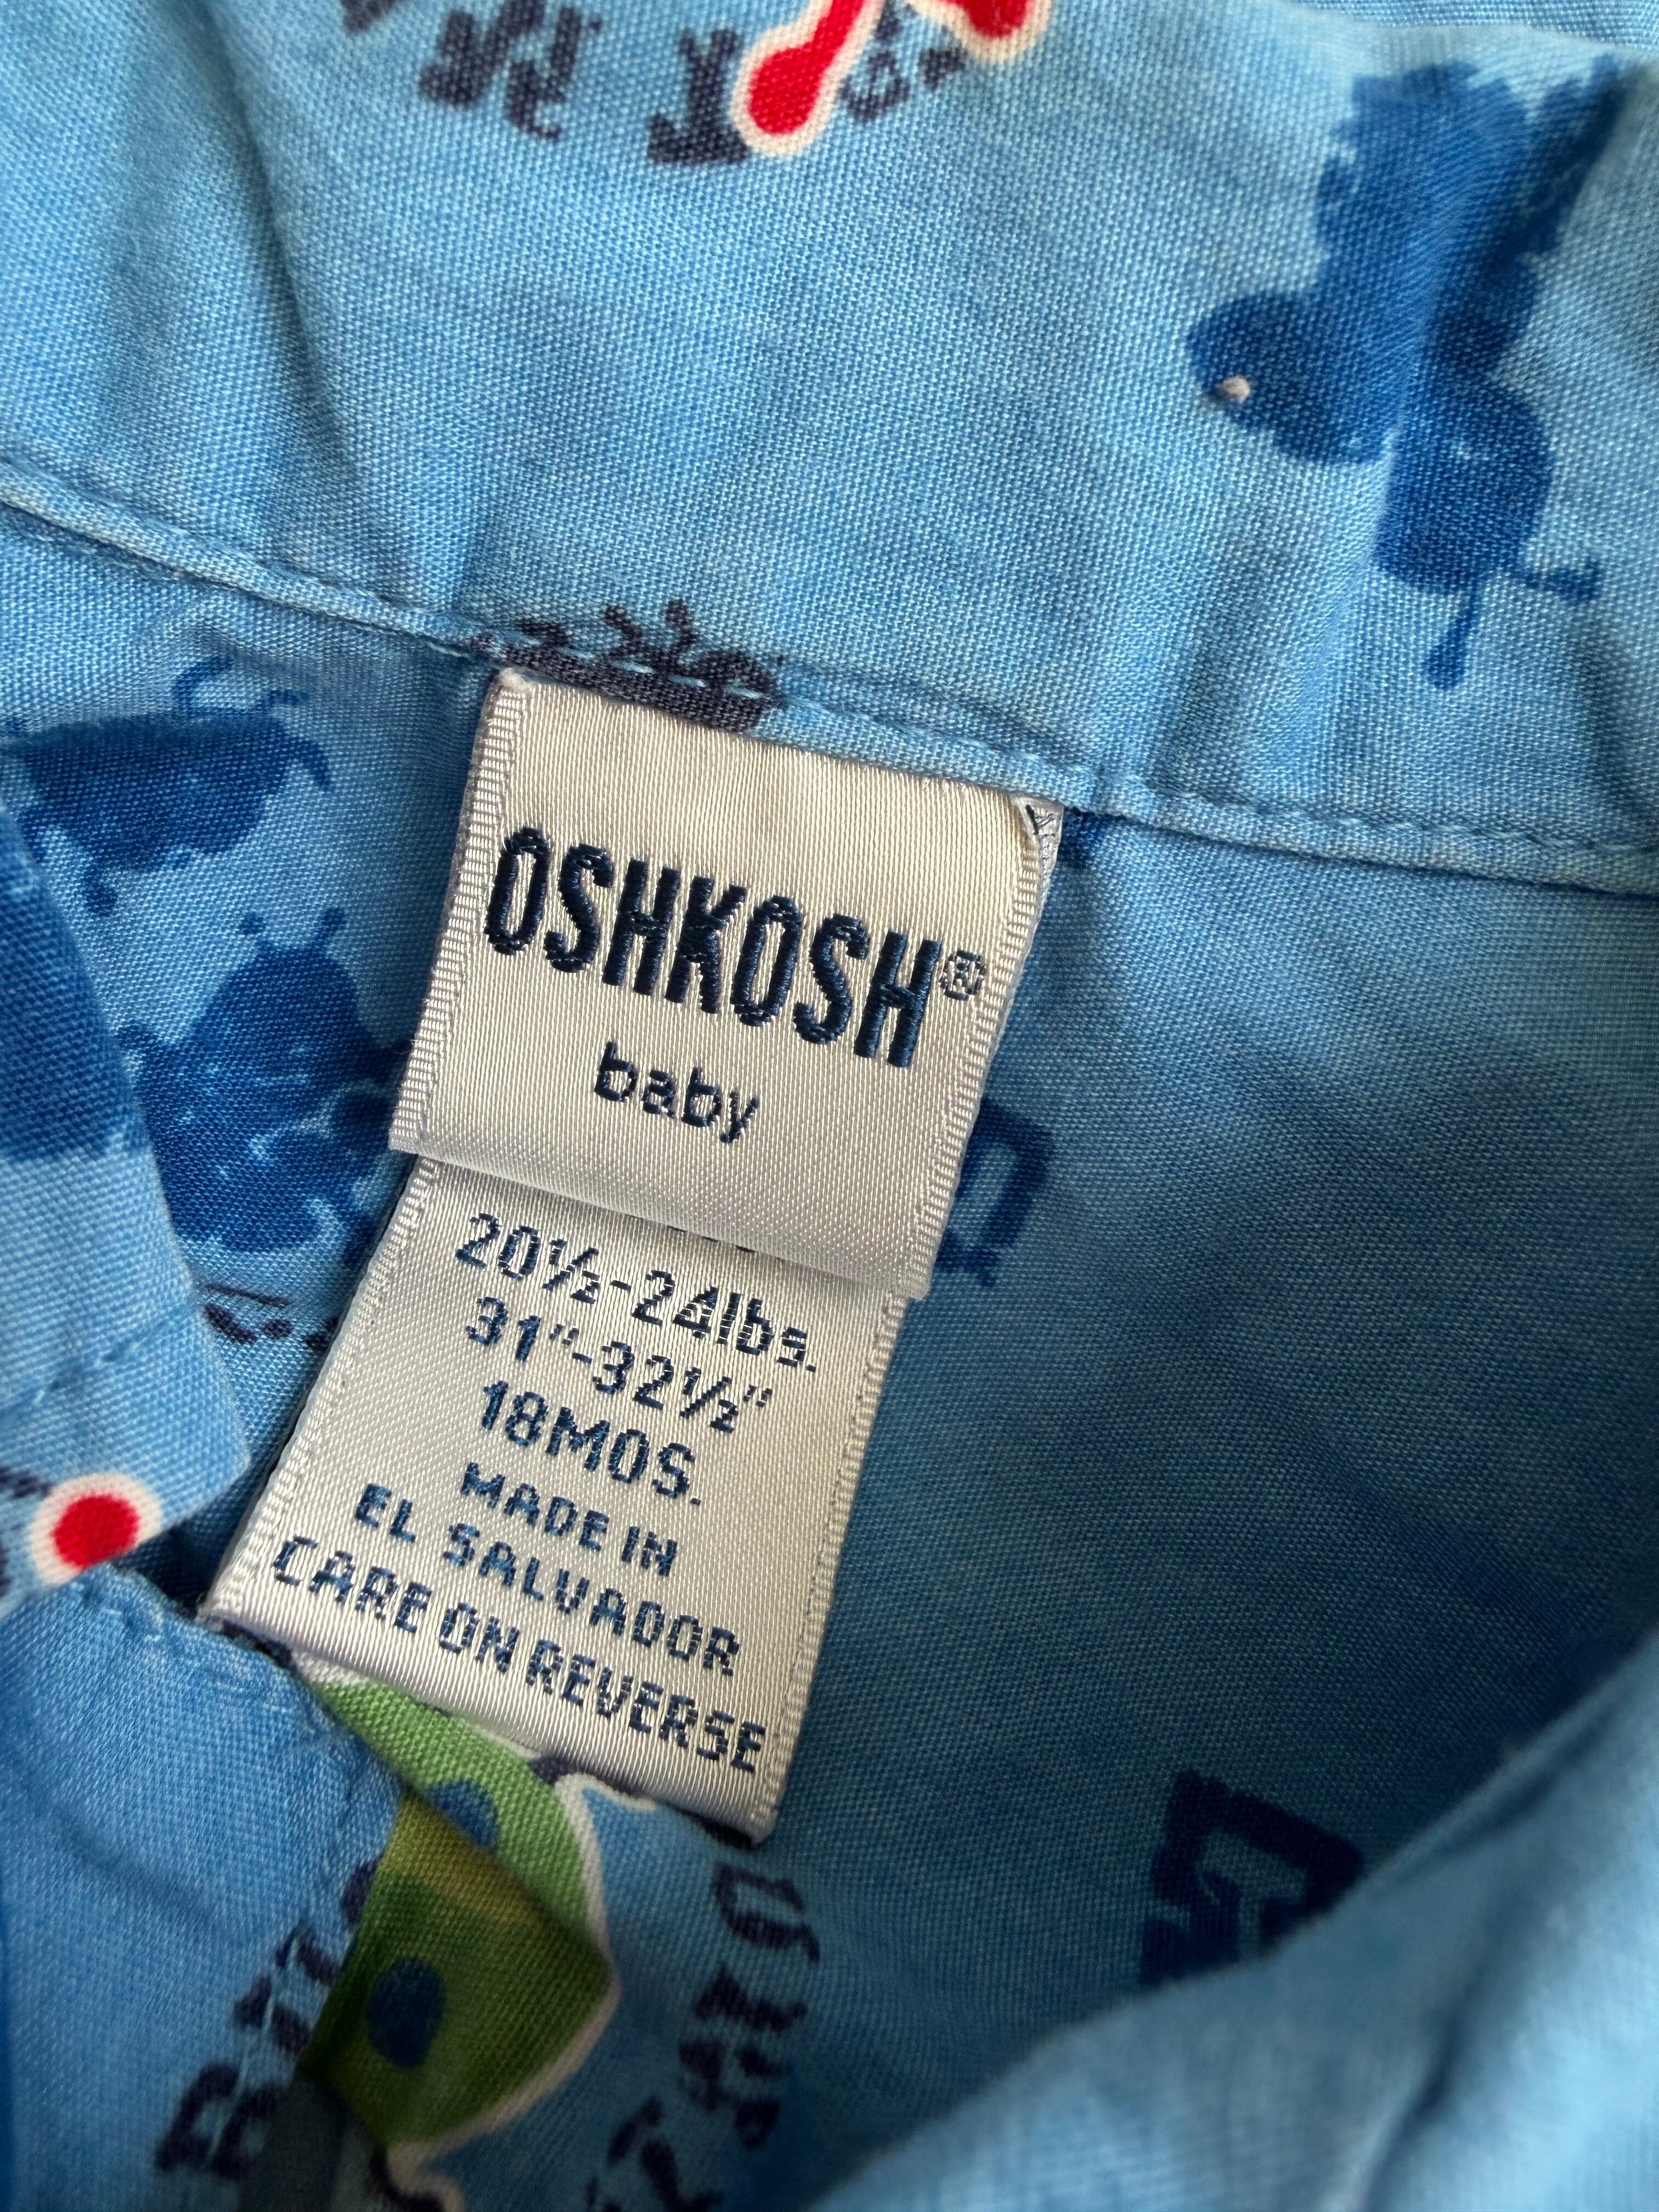 OSHKOSH®
baby
20½-24lbs.
31"-32½"
18MOS.
MADE IN
EL SALVADOR
CARE ON REVERSE